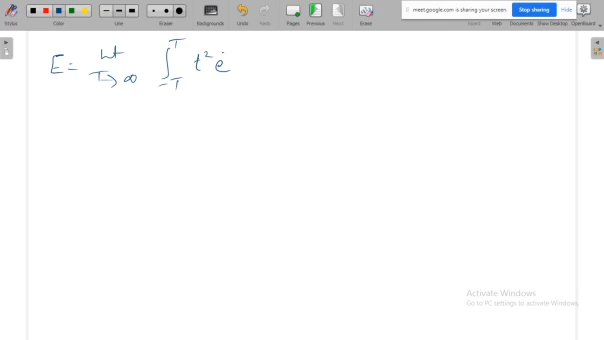 Stylus Color Line Eraser Backgrounds Undo Redo Pages Previous Next Erase Board Web Documents Show Desktop OpenBoard
meet.google.com is sharing your screen Stop sharing Hide
E = Lt T→∞ ∫_{-T}^{T} t² e
Activate Windows
Go to PC settings to activate Windows.